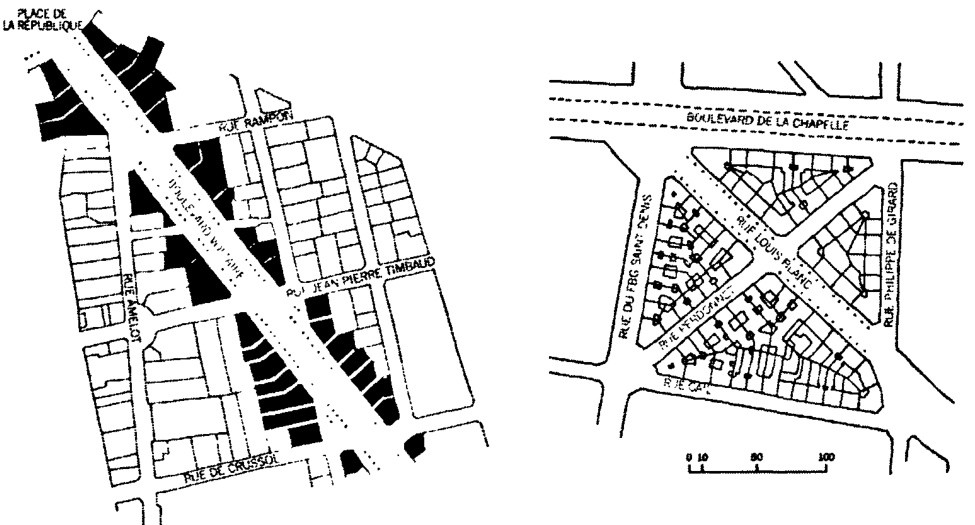 PLACE DE
LA RÉPUBLIQUE
RUE RAMPON
BOULEVARD VOLTAIRE
RUE JEAN PIERRE TIMBAUD
RUE AMELOT
RUE DE CRUSSOL
BOULEVARD DE LA CHAPELLE
RUE DU FBG SAINT DENIS
RUE LOUIS BLANC
RUE PHILIPPE DE GIRARD
RUE PERDONNET
RUE CAIL
0 10 50 100